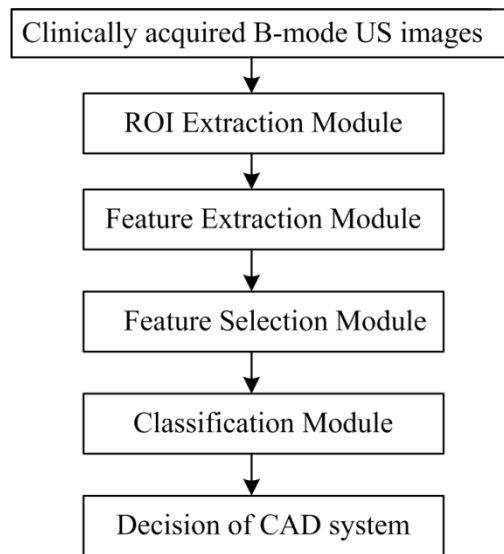 Clinically acquired B-mode US images
ROI Extraction Module
Feature Extraction Module
Feature Selection Module
Classification Module
Decision of CAD system